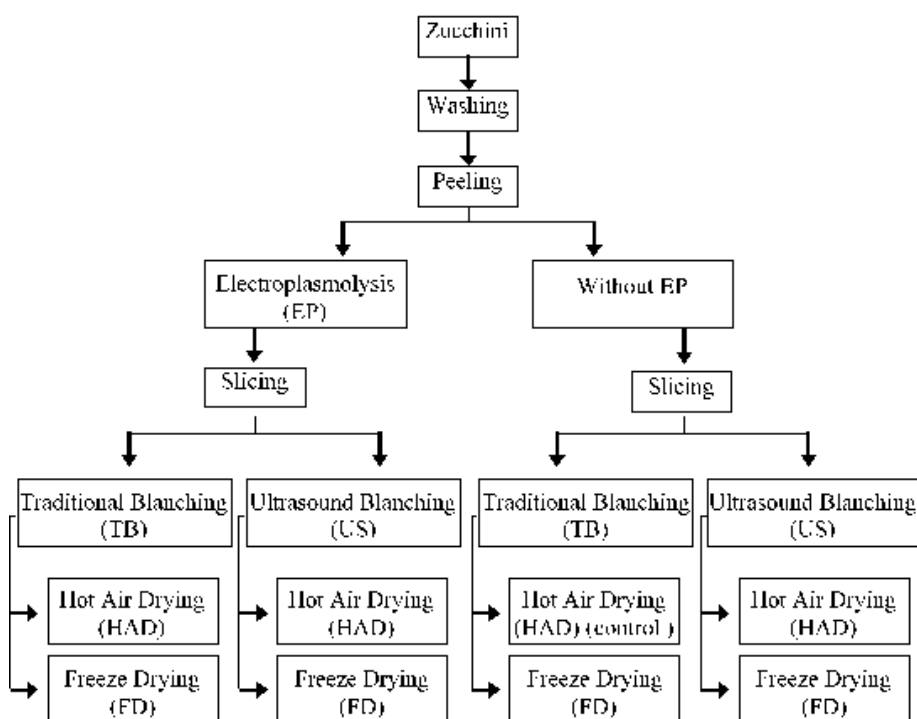 Zucchini
Washing
Peeling
Electroplasmolysis
(EP)
Without EP
Slicing
Slicing
Traditional Blanching
(TB)
Ultrasound Blanching
(US)
Traditional Blanching
(TB)
Ultrasound Blanching
(US)
Hot Air Drying
(HAD)
Hot Air Drying
(HAD)
Hot Air Drying
(HAD) (control )
Hot Air Drying
(HAD)
Freeze Drying
(FD)
Freeze Drying
(FD)
Freeze Drying
(FD)
Freeze Drying
(FD)